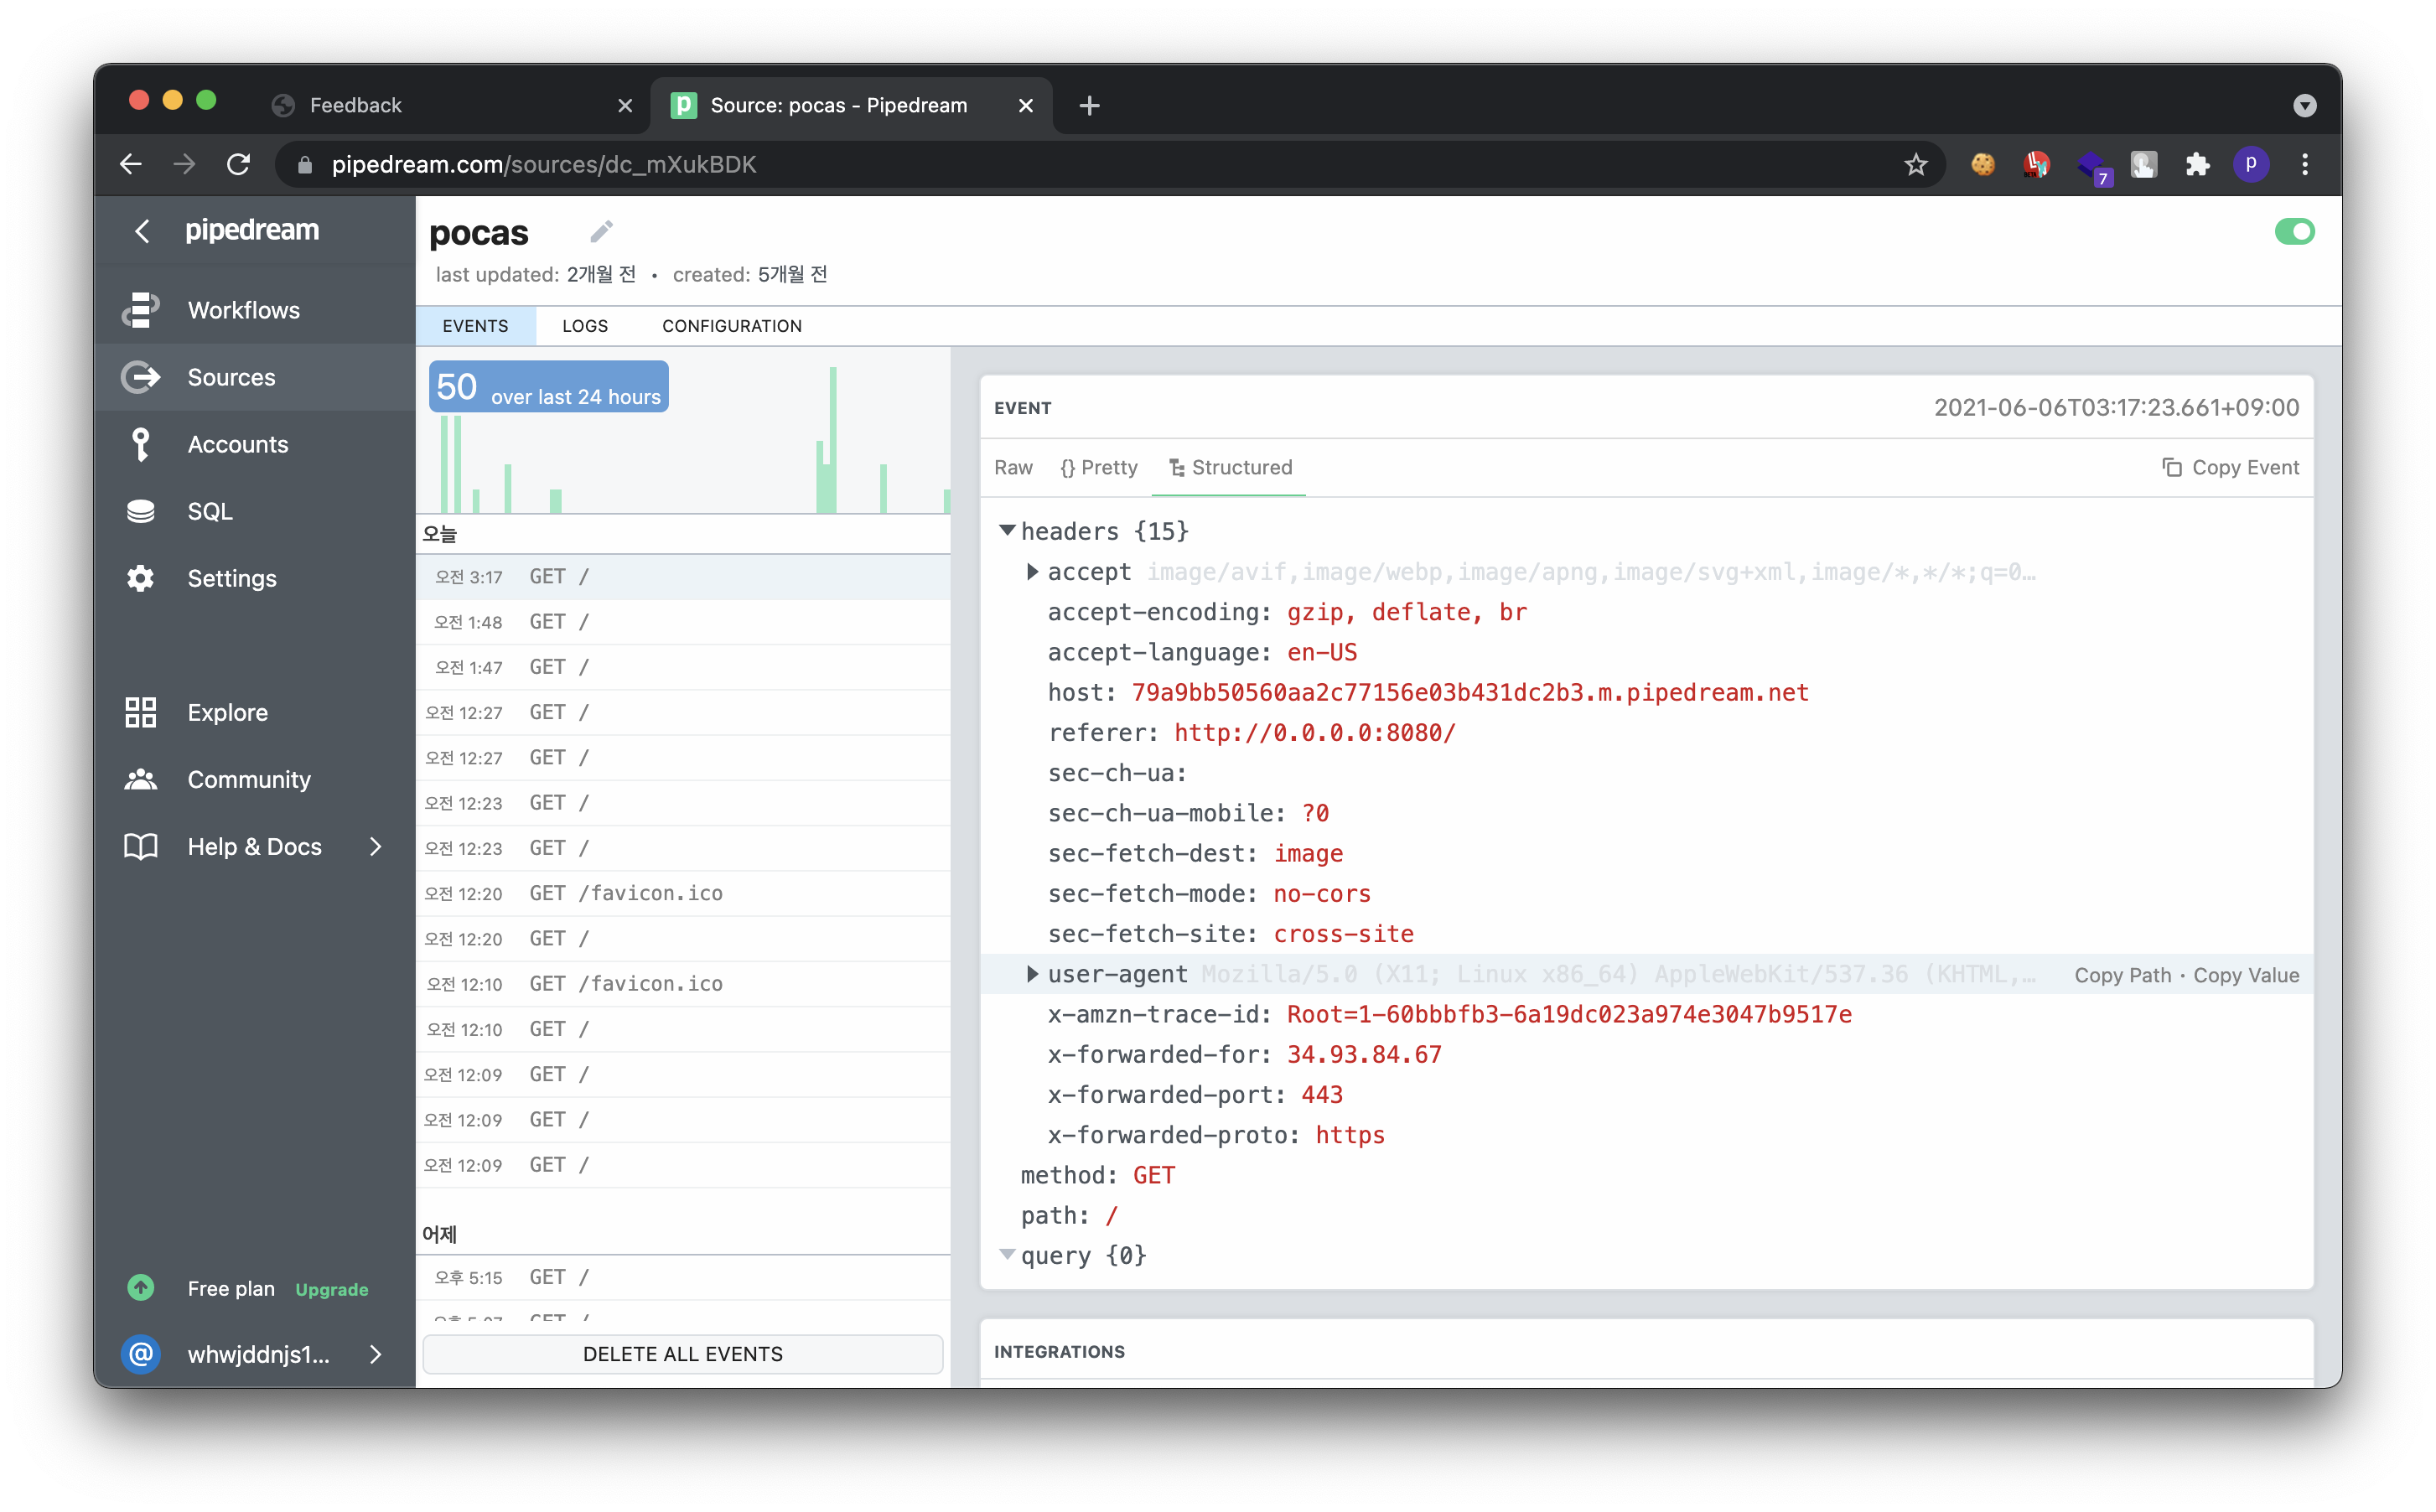 Feedback
Source: pocas - Pipedream
pipedream.com/sources/dc_mXukBDK
7
p
pipedream
Workflows
Sources
Accounts
SQL
Settings
Explore
Community
Help & Docs
Free plan Upgrade
@ whwjddnjs1...
pocas
last updated: 2개월 전 • created: 5개월 전
EVENTS LOGS CONFIGURATION
50 over last 24 hours
오늘
오전 3:17 GET /
오전 1:48 GET /
오전 1:47 GET /
오전 12:27 GET /
오전 12:27 GET /
오전 12:23 GET /
오전 12:23 GET /
오전 12:20 GET /favicon.ico
오전 12:20 GET /
오전 12:10 GET /favicon.ico
오전 12:10 GET /
오전 12:09 GET /
오전 12:09 GET /
오전 12:09 GET /
어제
오후 5:15 GET /
오후 5:07 GET /
DELETE ALL EVENTS
EVENT 2021-06-06T03:17:23.661+09:00
Raw {} Pretty Structured Copy Event
headers {15}
accept image/avif,image/webp,image/apng,image/svg+xml,image/*,*/*;q=0…
accept-encoding: gzip, deflate, br
accept-language: en-US
host: 79a9bb50560aa2c77156e03b431dc2b3.m.pipedream.net
referer: http://0.0.0.0:8080/
sec-ch-ua:
sec-ch-ua-mobile: ?0
sec-fetch-dest: image
sec-fetch-mode: no-cors
sec-fetch-site: cross-site
user-agent Mozilla/5.0 (X11; Linux x86_64) AppleWebKit/537.36 (KHTML,… Copy Path • Copy Value
x-amzn-trace-id: Root=1-60bbbfb3-6a19dc023a974e3047b9517e
x-forwarded-for: 34.93.84.67
x-forwarded-port: 443
x-forwarded-proto: https
method: GET
path: /
query {0}
INTEGRATIONS